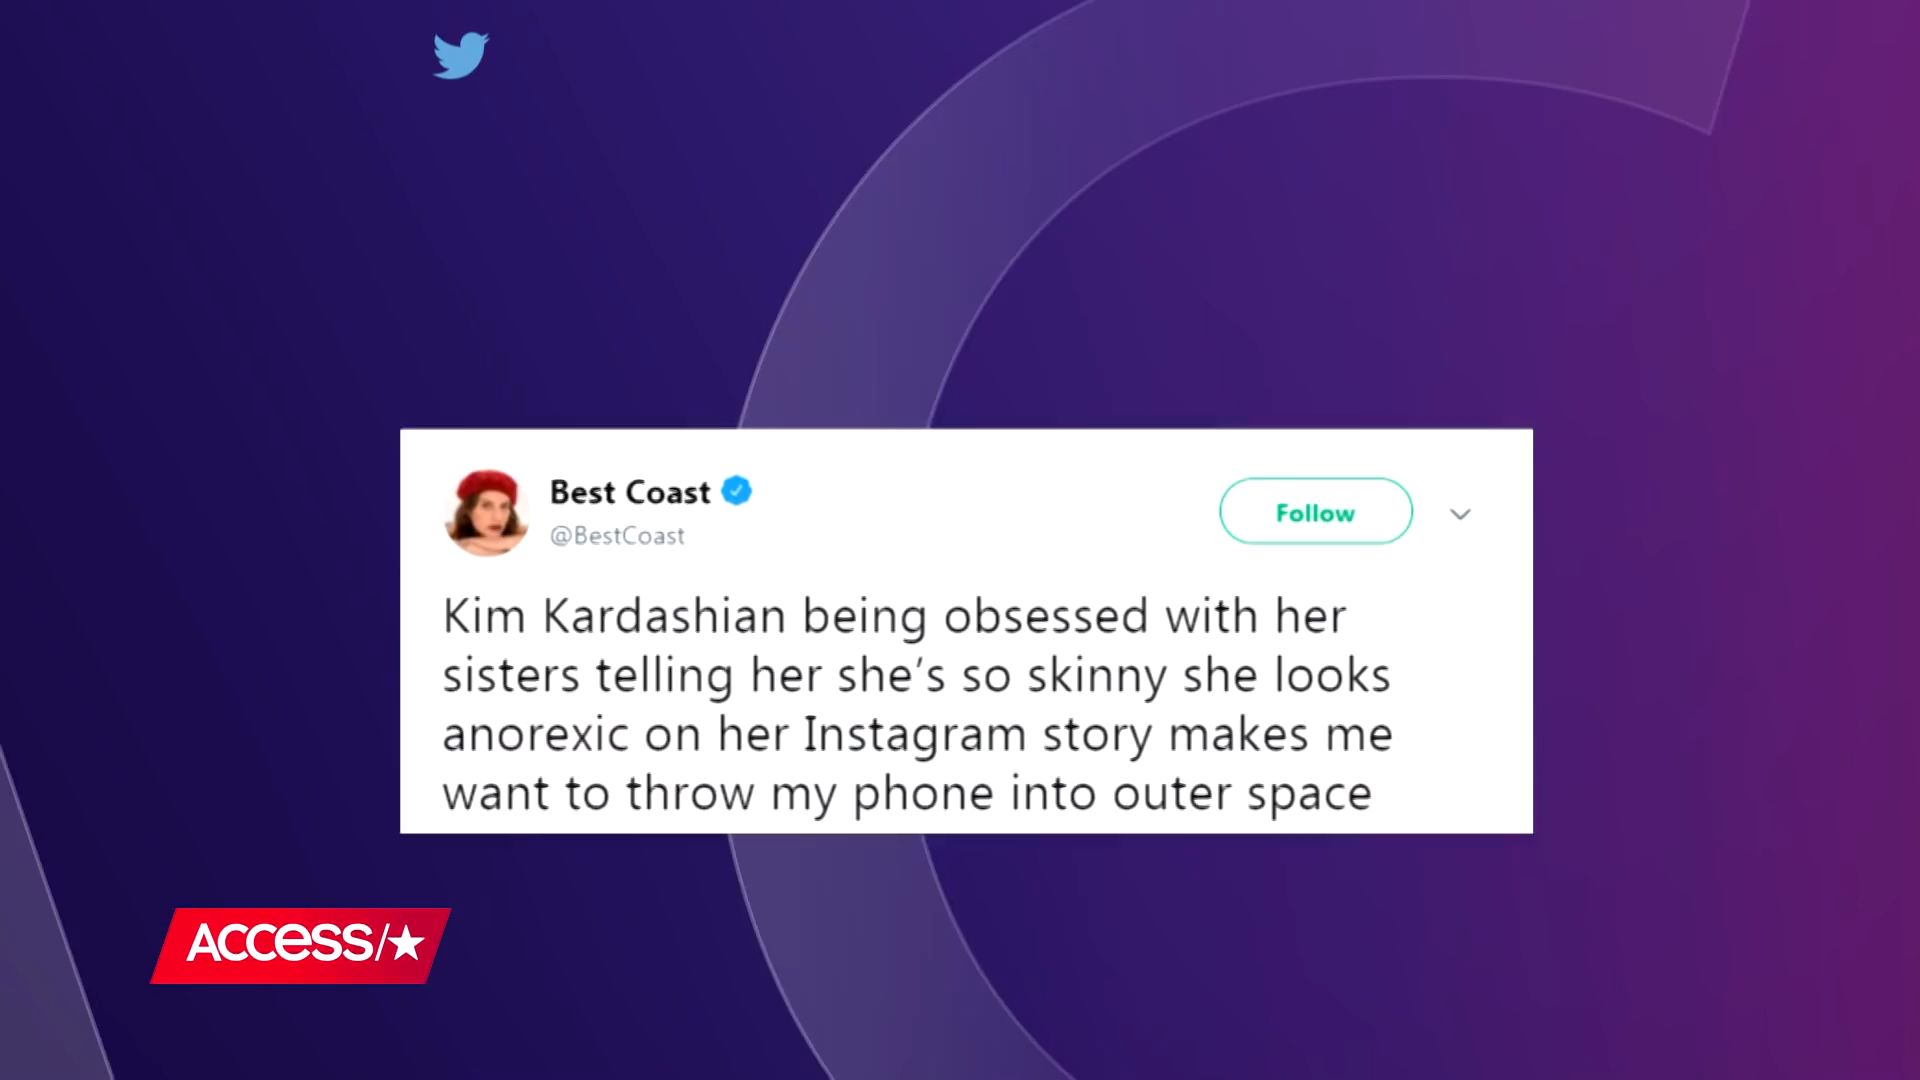 Best Coast
@BestCoast
Follow
Kim Kardashian being obsessed with her
sisters telling her she's so skinny she looks
anorexic on her Instagram story makes me
want to throw my phone into outer space
ACCESS